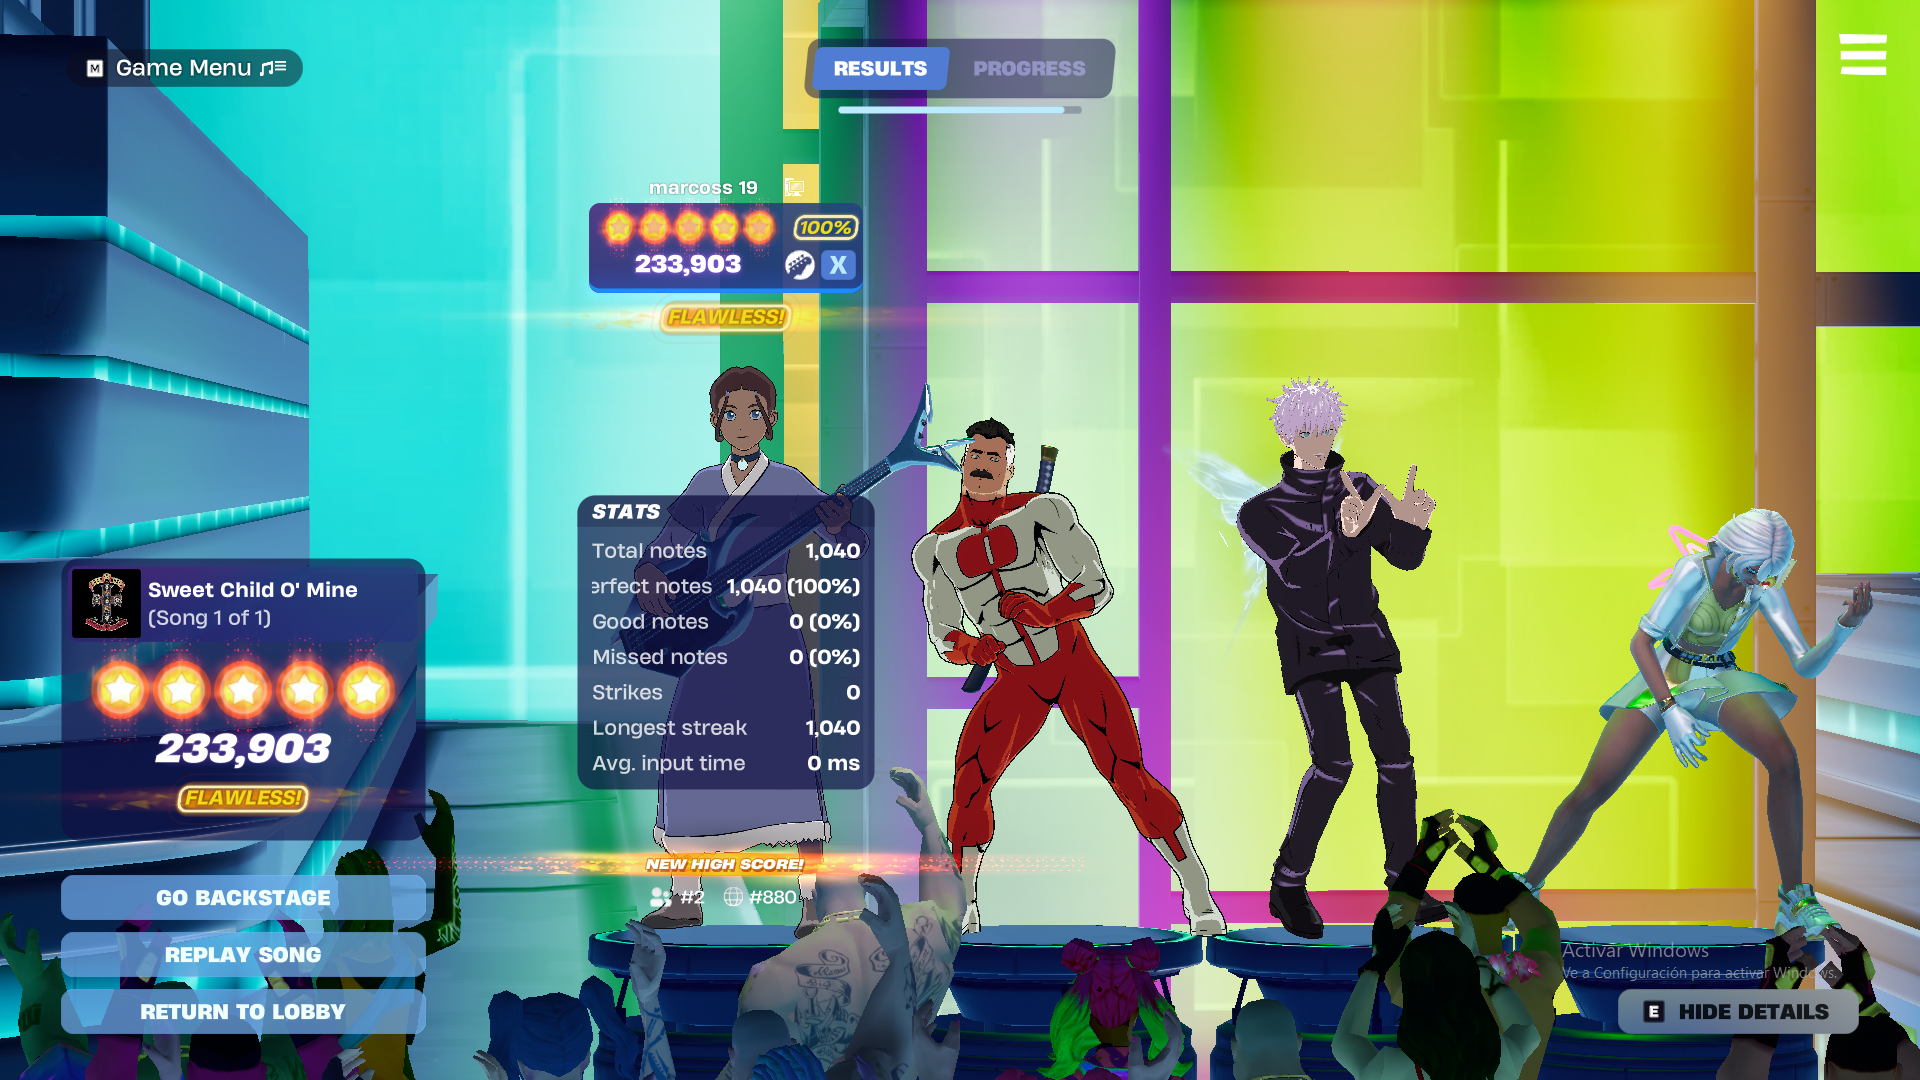 M Game Menu
RESULTS PROGRESS
marcoss 19
100%
233,903
X
FLAWLESS!
STATS
Total notes 1,040
erfect notes 1,040 (100%)
Good notes 0 (0%)
Missed notes 0 (0%)
Strikes 0
Longest streak 1,040
Avg. input time 0 ms
NEW HIGH SCORE!
#2 #880
Sweet Child O' Mine
(Song 1 of 1)
233,903
FLAWLESS!
GO BACKSTAGE
REPLAY SONG
RETURN TO LOBBY
Activar Windows
Ve a Configuración para activar Windows.
E HIDE DETAILS